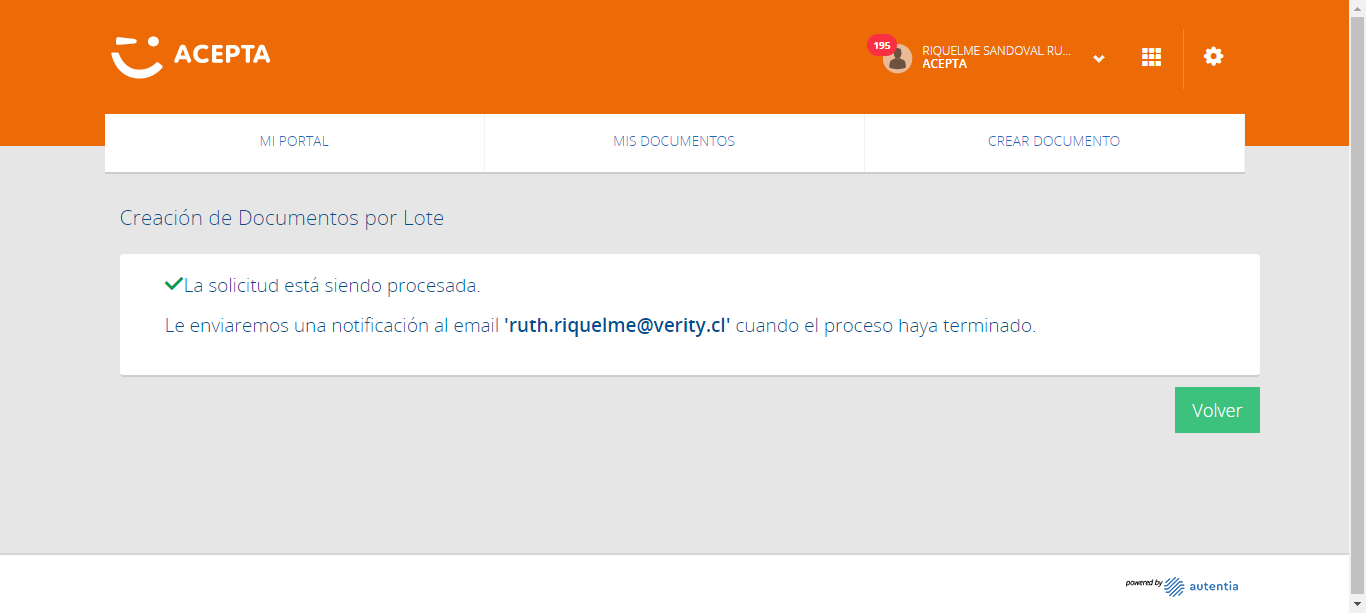 ACEPTA
195
RIQUELME SANDOVAL RU...
ACEPTA
MI PORTAL
MIS DOCUMENTOS
CREAR DOCUMENTO
Creación de Documentos por Lote
La solicitud está siendo procesada.
Le enviaremos una notificación al email 'ruth.riquelme@verity.cl' cuando el proceso haya terminado.
Volver
powered by autentia